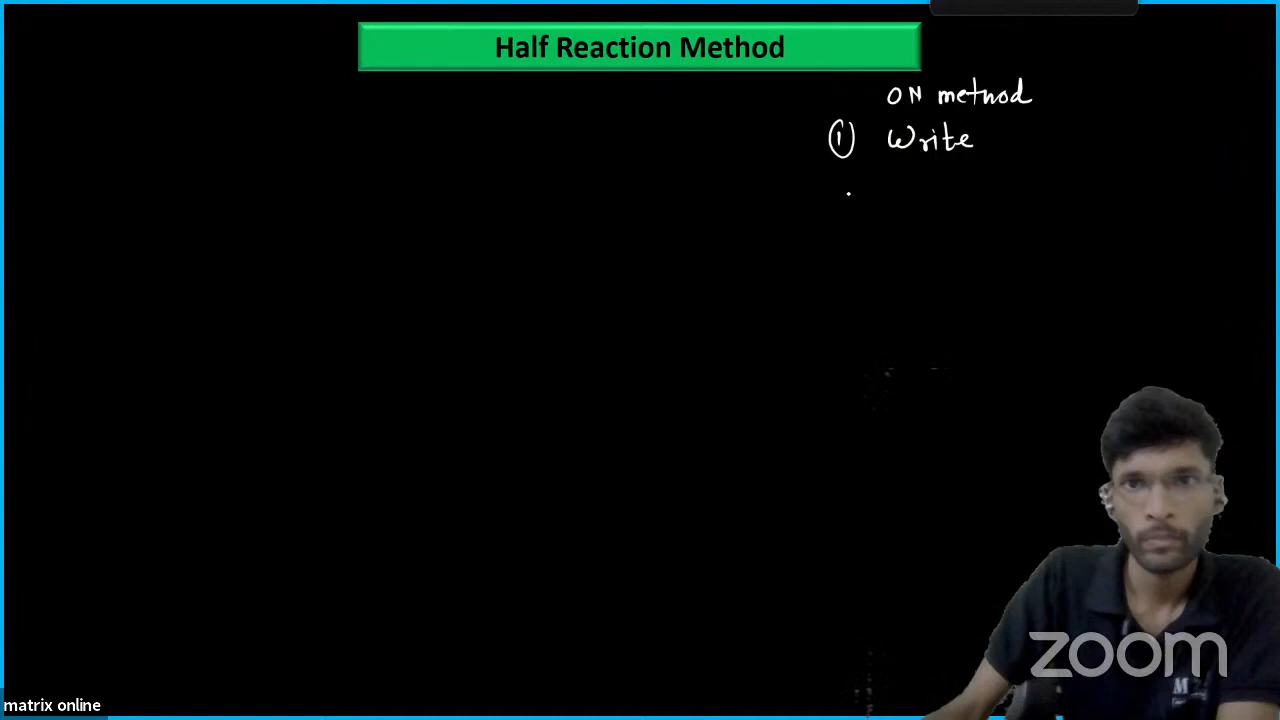 Half Reaction Method
ON method
① Write
zoom
M
matrix online